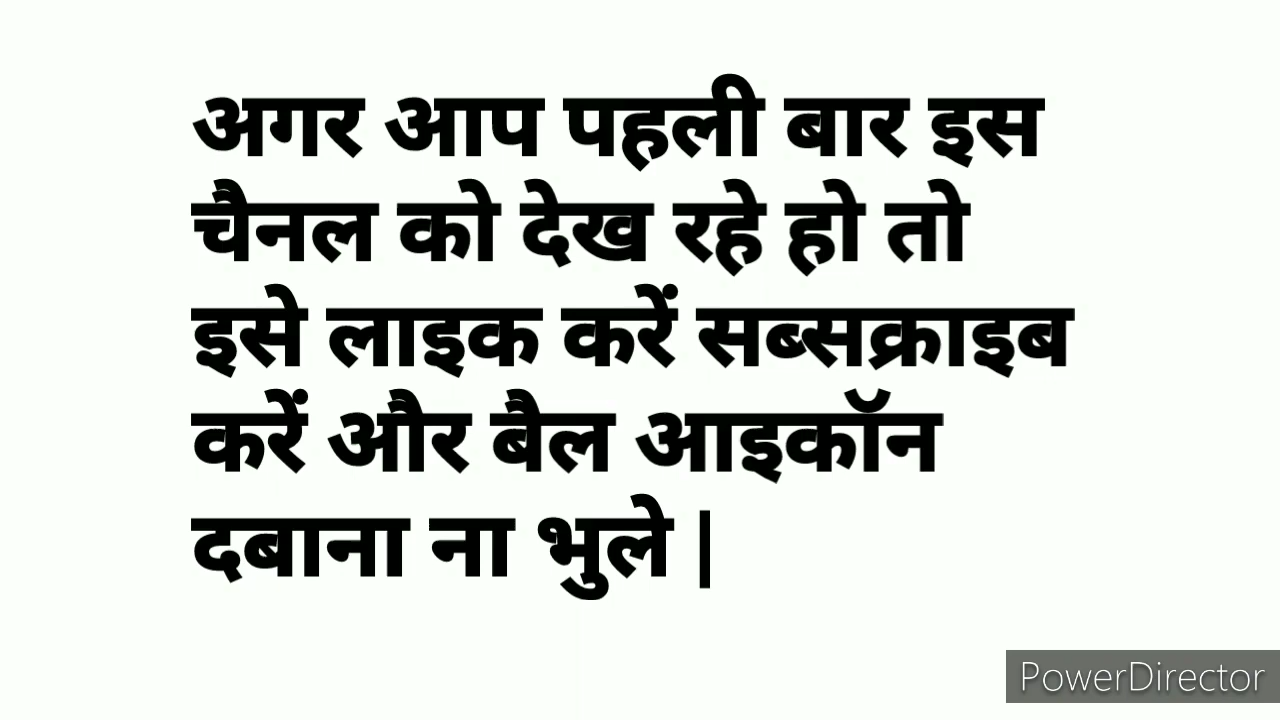 अगर आप पहली बार इस
चैनल को देख रहे हो तो
इसे लाइक करें सब्सक्राइब
करें और बैल आइकॉन
दबाना ना भुले |
PowerDirector